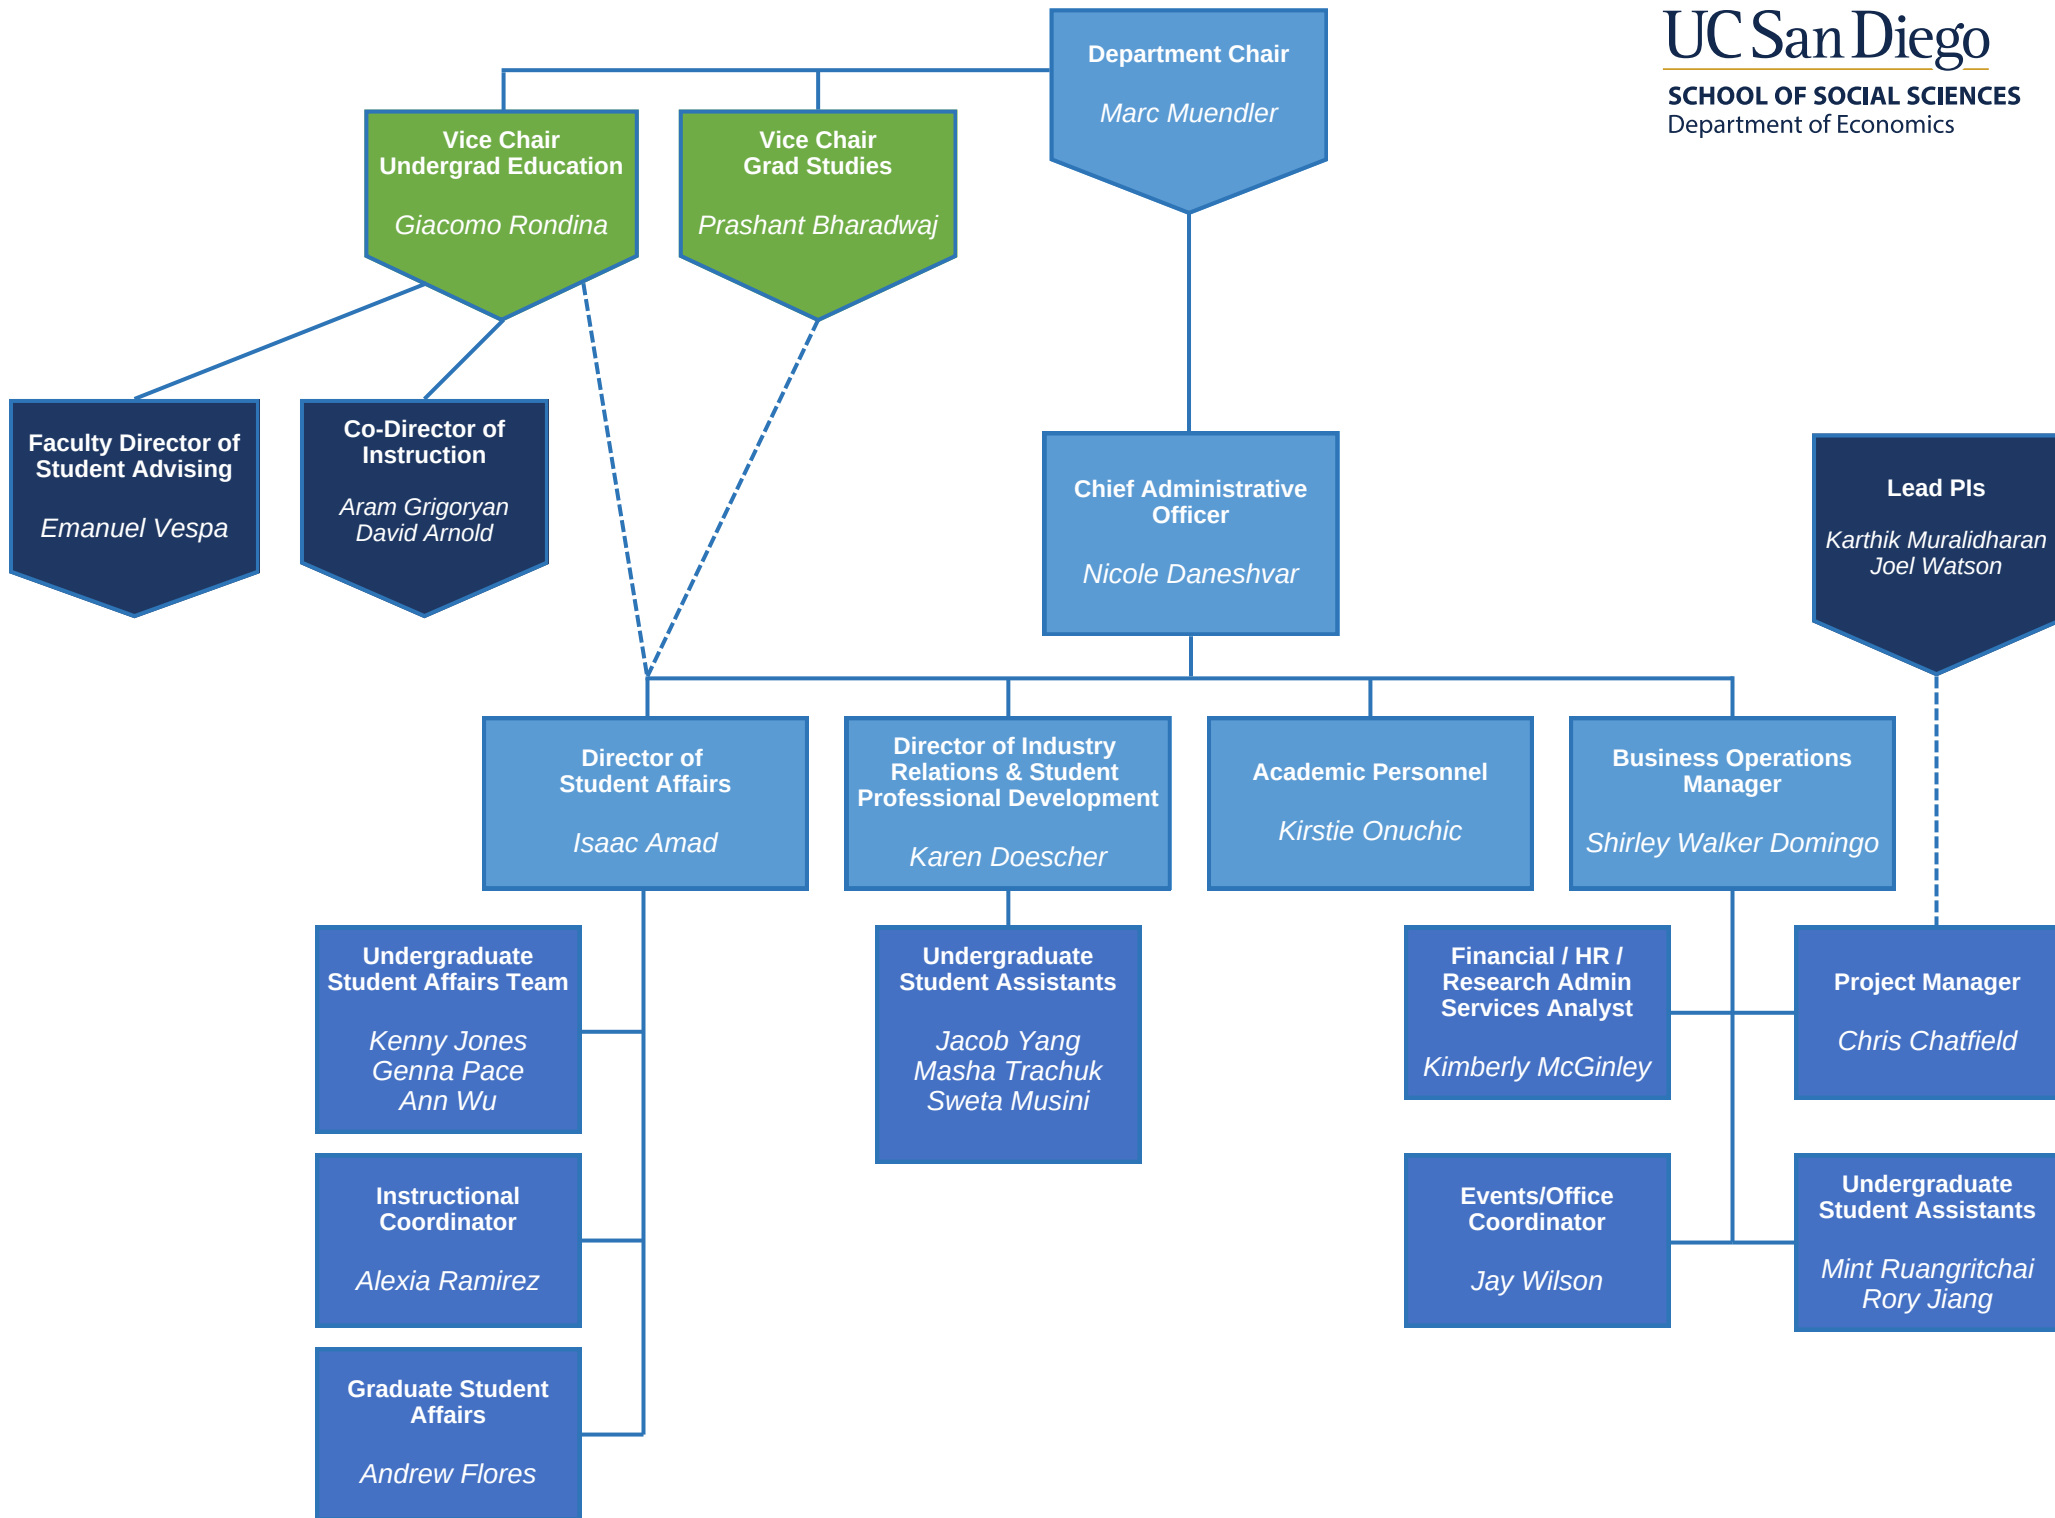 UC San Diego
SCHOOL OF SOCIAL SCIENCES
Department of Economics
Department Chair
Marc Muendler
Vice Chair
Undergrad Education
Giacomo Rondina
Vice Chair
Grad Studies
Prashant Bharadwaj
Faculty Director of
Student Advising
Emanuel Vespa
Co-Director of
Instruction
Aram Grigoryan
David Arnold
Chief Administrative
Officer
Nicole Daneshvar
Lead PIs
Karthik Muralidharan
Joel Watson
Director of
Student Affairs
Isaac Amad
Director of Industry
Relations & Student
Professional Development
Karen Doescher
Academic Personnel
Kirstie Onuchic
Business Operations
Manager
Shirley Walker Domingo
Undergraduate
Student Affairs Team
Kenny Jones
Genna Pace
Ann Wu
Undergraduate
Student Assistants
Jacob Yang
Masha Trachuk
Sweta Musini
Financial / HR /
Research Admin
Services Analyst
Kimberly McGinley
Project Manager
Chris Chatfield
Instructional
Coordinator
Alexia Ramirez
Events/Office
Coordinator
Jay Wilson
Undergraduate
Student Assistants
Mint Ruangritchai
Rory Jiang
Graduate Student
Affairs
Andrew Flores